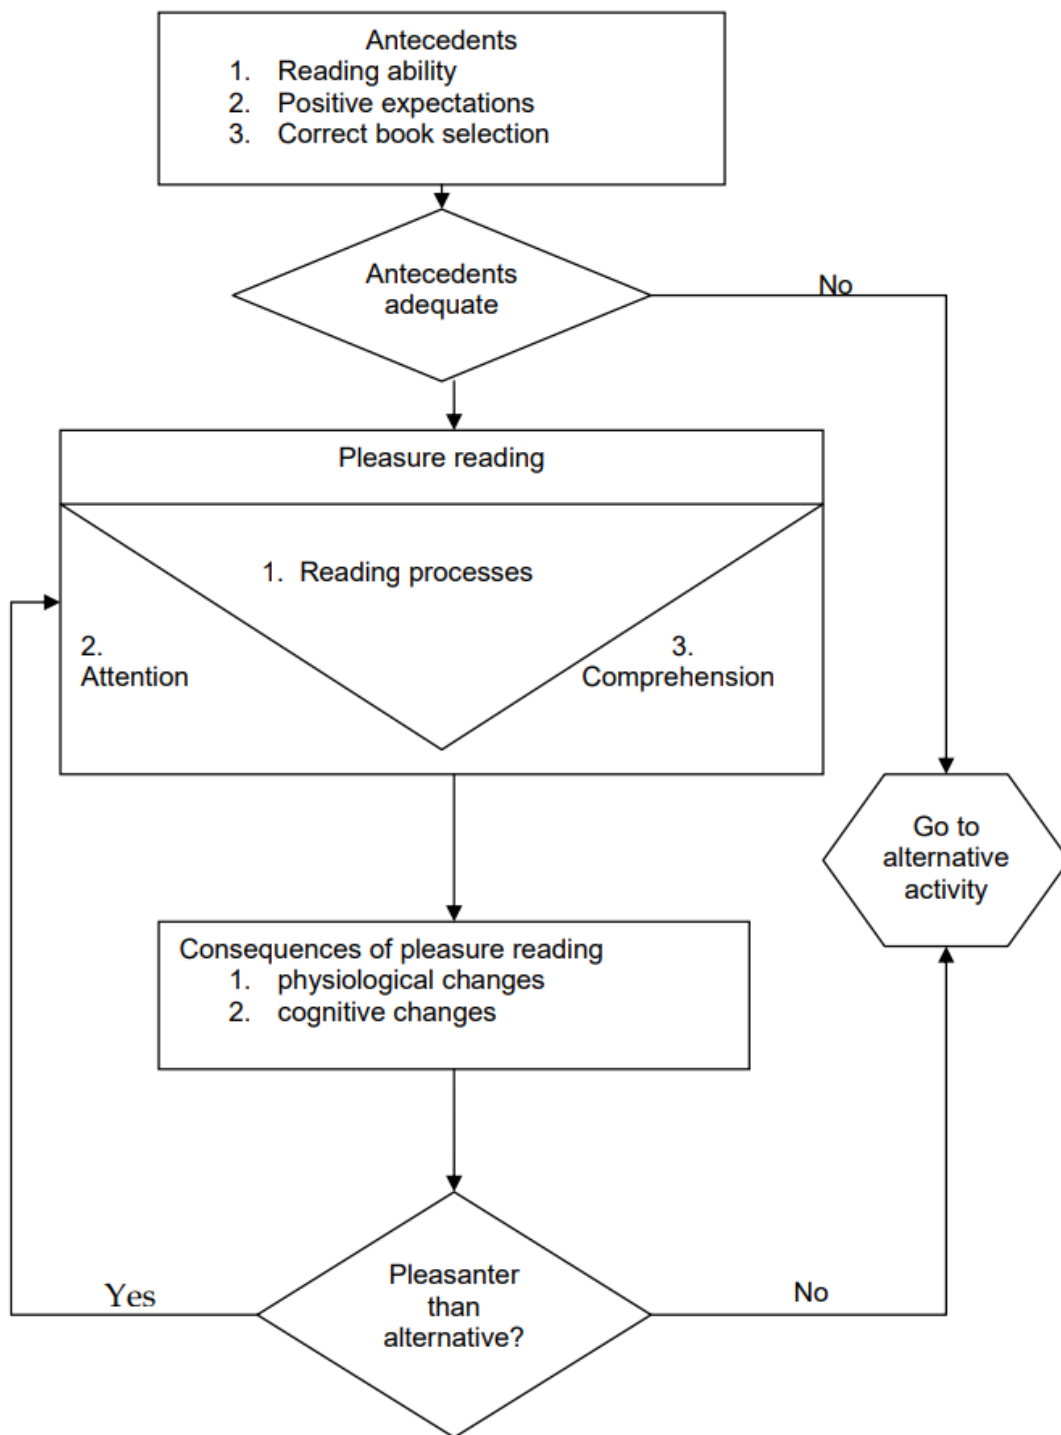 Antecedents
1. Reading ability
2. Positive expectations
3. Correct book selection
Antecedents
adequate
No
Pleasure reading
1. Reading processes
2.
Attention
3.
Comprehension
Go to
alternative
activity
Consequences of pleasure reading
1. physiological changes
2. cognitive changes
Pleasanter
than
alternative?
Yes
No